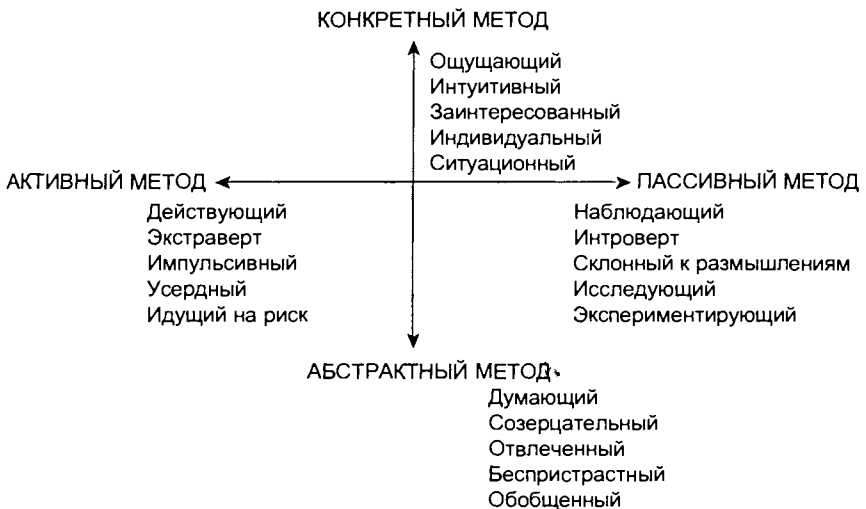 КОНКРЕТНЫЙ МЕТОД
Ощущающий
Интуитивный
Заинтересованный
Индивидуальный
Ситуационный
АКТИВНЫЙ МЕТОД
ПАССИВНЫЙ МЕТОД
Действующий
Экстраверт
Импульсивный
Усердный
Идущий на риск
Наблюдающий
Интроверт
Склонный к размышлениям
Исследующий
Экспериментирующий
АБСТРАКТНЫЙ МЕТОД
Думающий
Созерцательный
Отвлеченный
Беспристрастный
Обобщенный